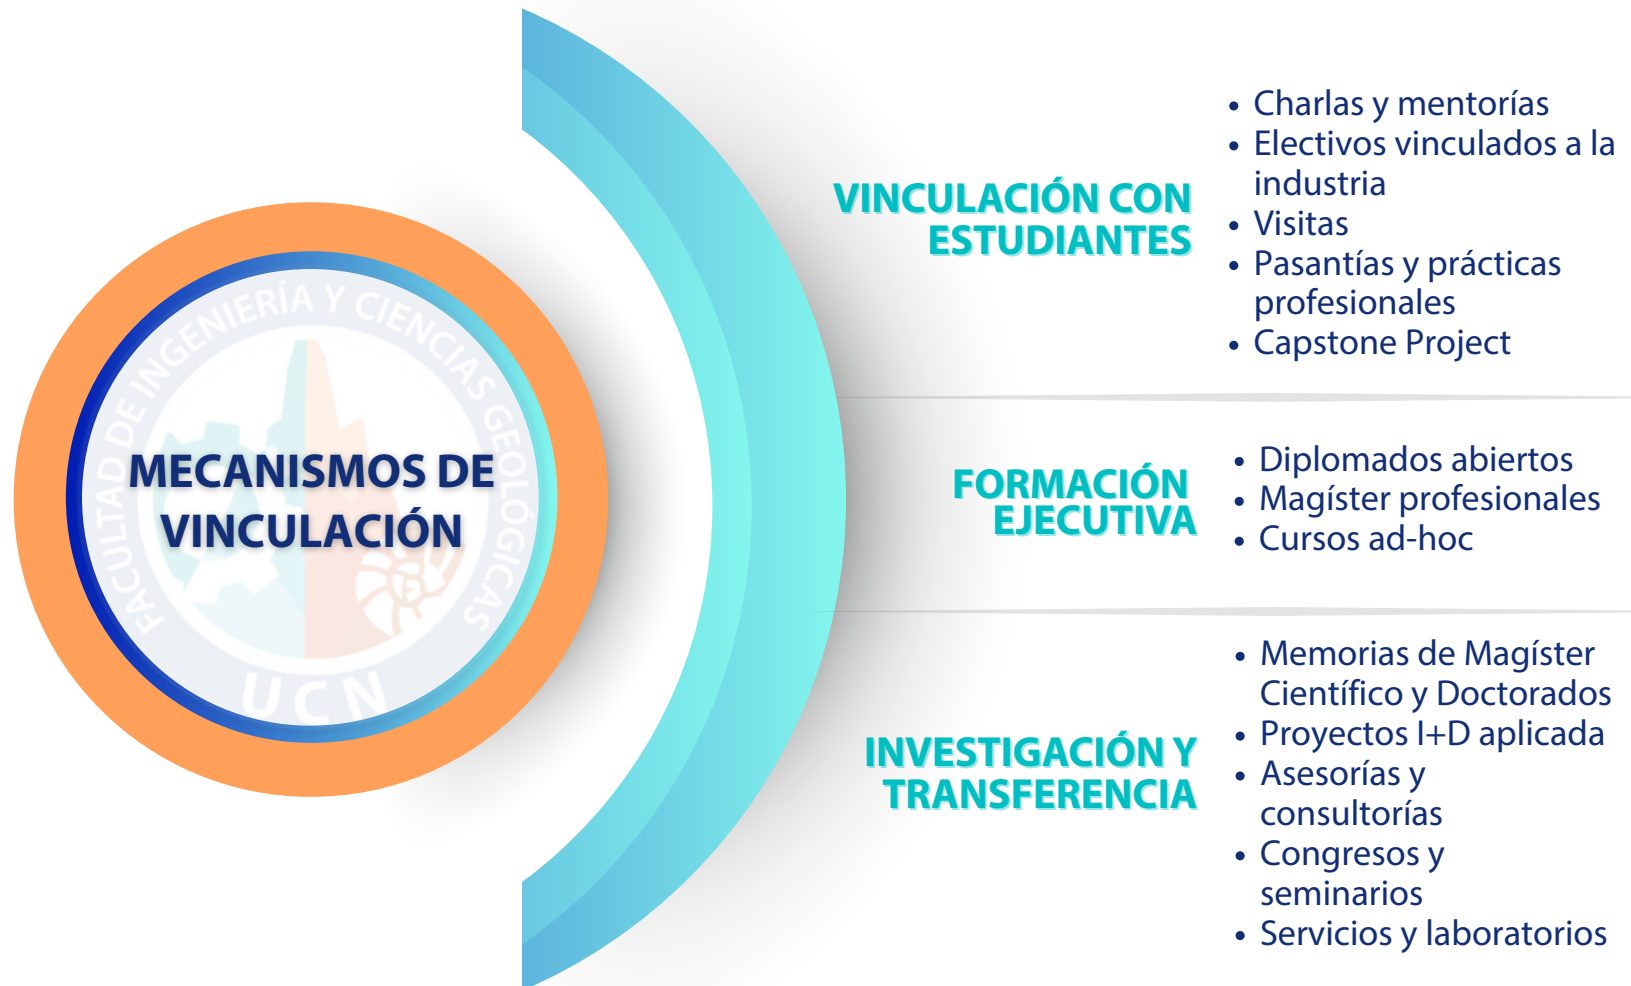 FACULTAD DE INGENIERÍA Y CIENCIAS GEOLÓGICAS
UCN
MECANISMOS DE
VINCULACIÓN
VINCULACIÓN CON
ESTUDIANTES
• Charlas y mentorías
• Electivos vinculados a la
industria
• Visitas
• Pasantías y prácticas
profesionales
• Capstone Project
FORMACIÓN
EJECUTIVA
• Diplomados abiertos
• Magíster profesionales
• Cursos ad-hoc
INVESTIGACIÓN Y
TRANSFERENCIA
• Memorias de Magíster
Científico y Doctorados
• Proyectos I+D aplicada
• Asesorías y
consultorías
• Congresos y
seminarios
• Servicios y laboratorios